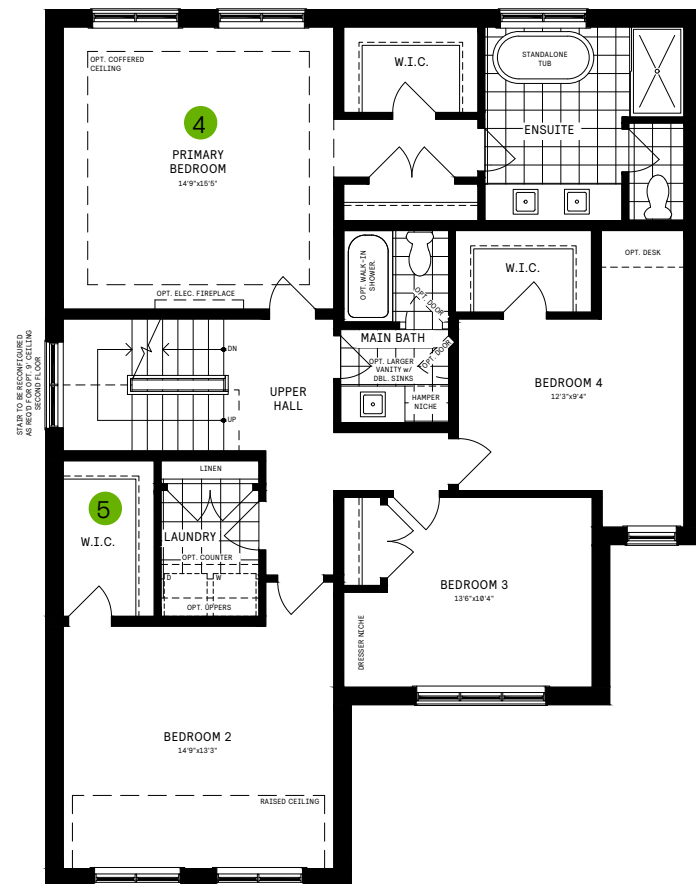 OPT. COFFERED
CEILING
4
PRIMARY
BEDROOM
14'9"x15'5"
OPT. ELEC. FIREPLACE
W.I.C.
STANDALONE
TUB
ENSUITE
OPT. WALK-IN
SHOWER
OPT. DOOR
W.I.C.
OPT. DESK
MAIN BATH
OPT. DOOR
OPT. LARGER
VANITY w/
DBL. SINKS
HAMPER
NICHE
BEDROOM 4
12'3"x9'4"
STAIR TO BE RECONFIGURED
AS REQ'D FOR OPT. 9' CEILING
SECOND FLOOR
DN
UP
UPPER
HALL
LINEN
5
W.I.C.
LAUNDRY
OPT. COUNTER
D
W
OPT. UPPERS
BEDROOM 3
13'6"x10'4"
DRESSER NICHE
BEDROOM 2
14'9"x13'3"
RAISED CEILING